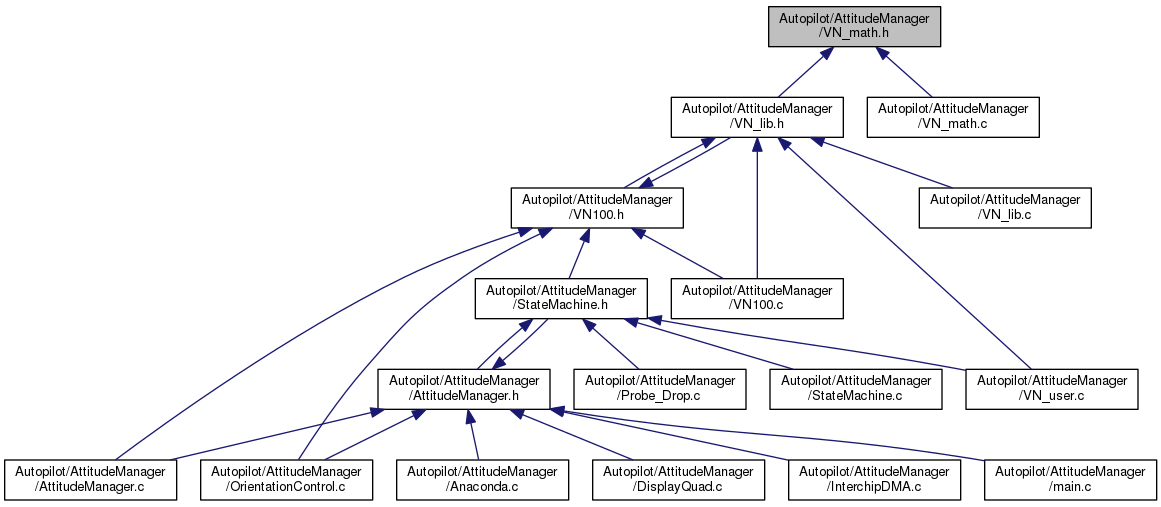 Autopilot/AttitudeManager
/VN_math.h
Autopilot/AttitudeManager
/VN_lib.h
Autopilot/AttitudeManager
/VN_math.c
Autopilot/AttitudeManager
/VN100.h
Autopilot/AttitudeManager
/VN_lib.c
Autopilot/AttitudeManager
/StateMachine.h
Autopilot/AttitudeManager
/VN100.c
Autopilot/AttitudeManager
/AttitudeManager.h
Autopilot/AttitudeManager
/Probe_Drop.c
Autopilot/AttitudeManager
/StateMachine.c
Autopilot/AttitudeManager
/VN_user.c
Autopilot/AttitudeManager
/AttitudeManager.c
Autopilot/AttitudeManager
/OrientationControl.c
Autopilot/AttitudeManager
/Anaconda.c
Autopilot/AttitudeManager
/DisplayQuad.c
Autopilot/AttitudeManager
/InterchipDMA.c
Autopilot/AttitudeManager
/main.c